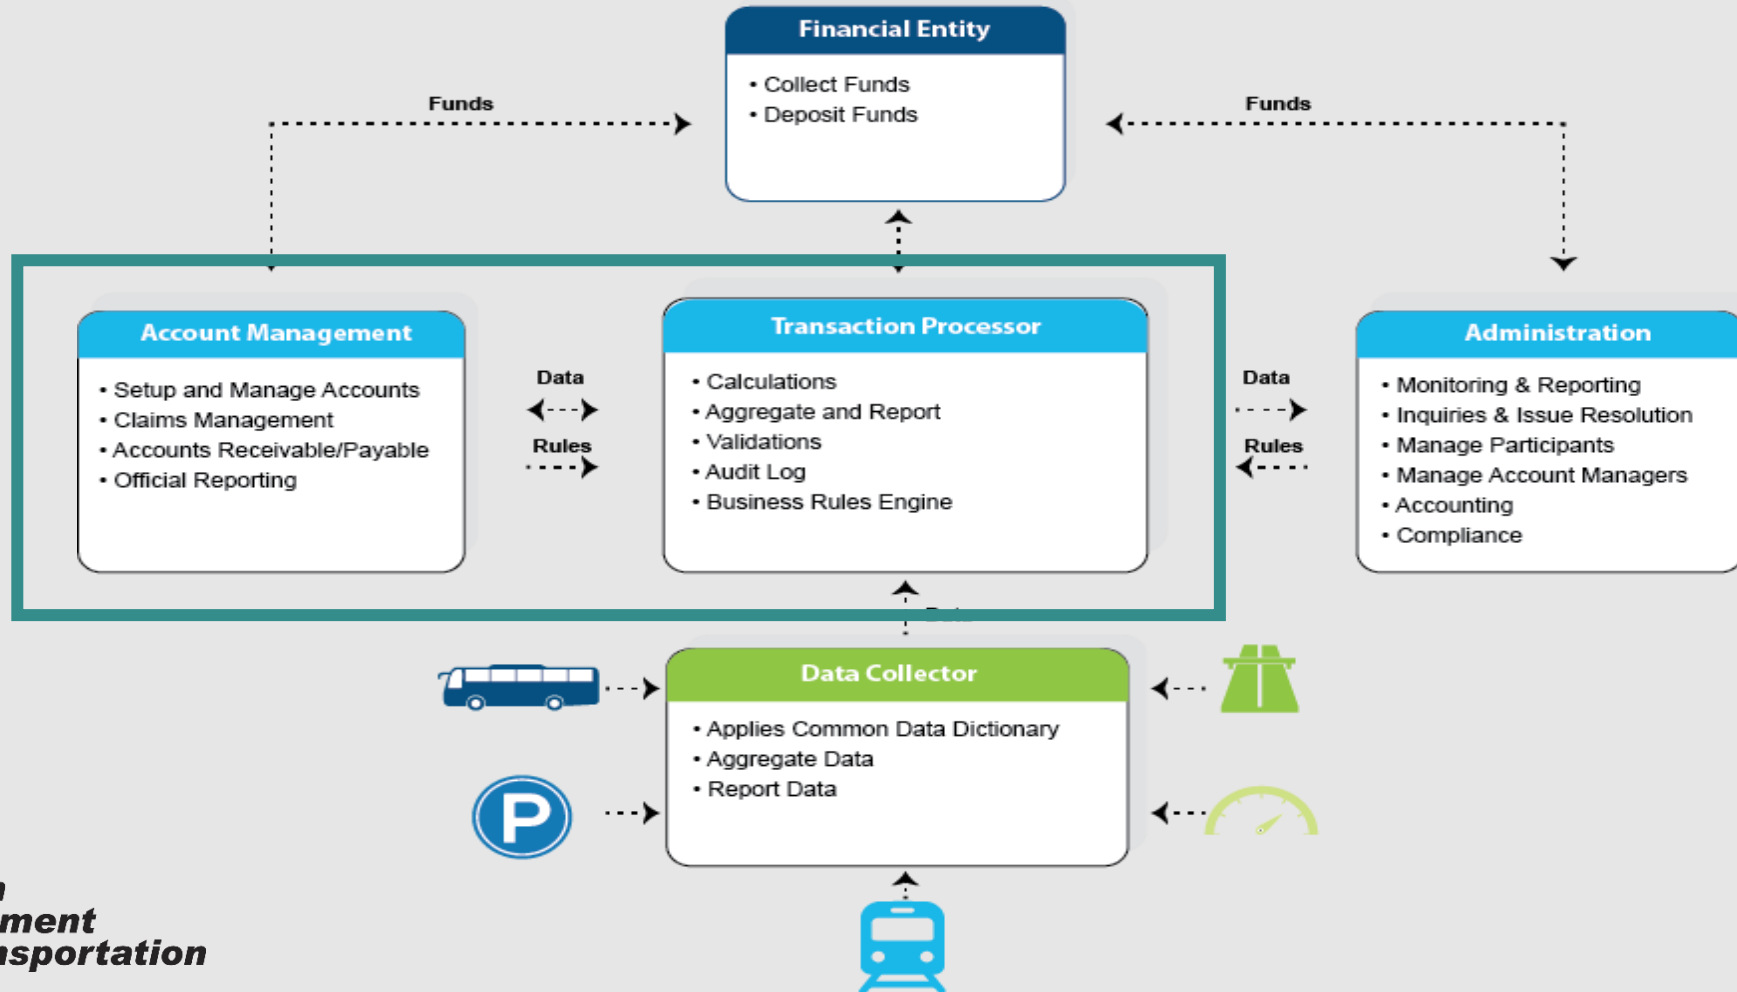 Financial Entity
• Collect Funds
• Deposit Funds
Funds
Funds
Account Management
• Setup and Manage Accounts
• Claims Management
• Accounts Receivable/Payable
• Official Reporting
Data
Rules
Transaction Processor
• Calculations
• Aggregate and Report
• Validations
• Audit Log
• Business Rules Engine
Data
Rules
Administration
• Monitoring & Reporting
• Inquiries & Issue Resolution
• Manage Participants
• Manage Account Managers
• Accounting
• Compliance
Data Collector
• Applies Common Data Dictionary
• Aggregate Data
• Report Data
P